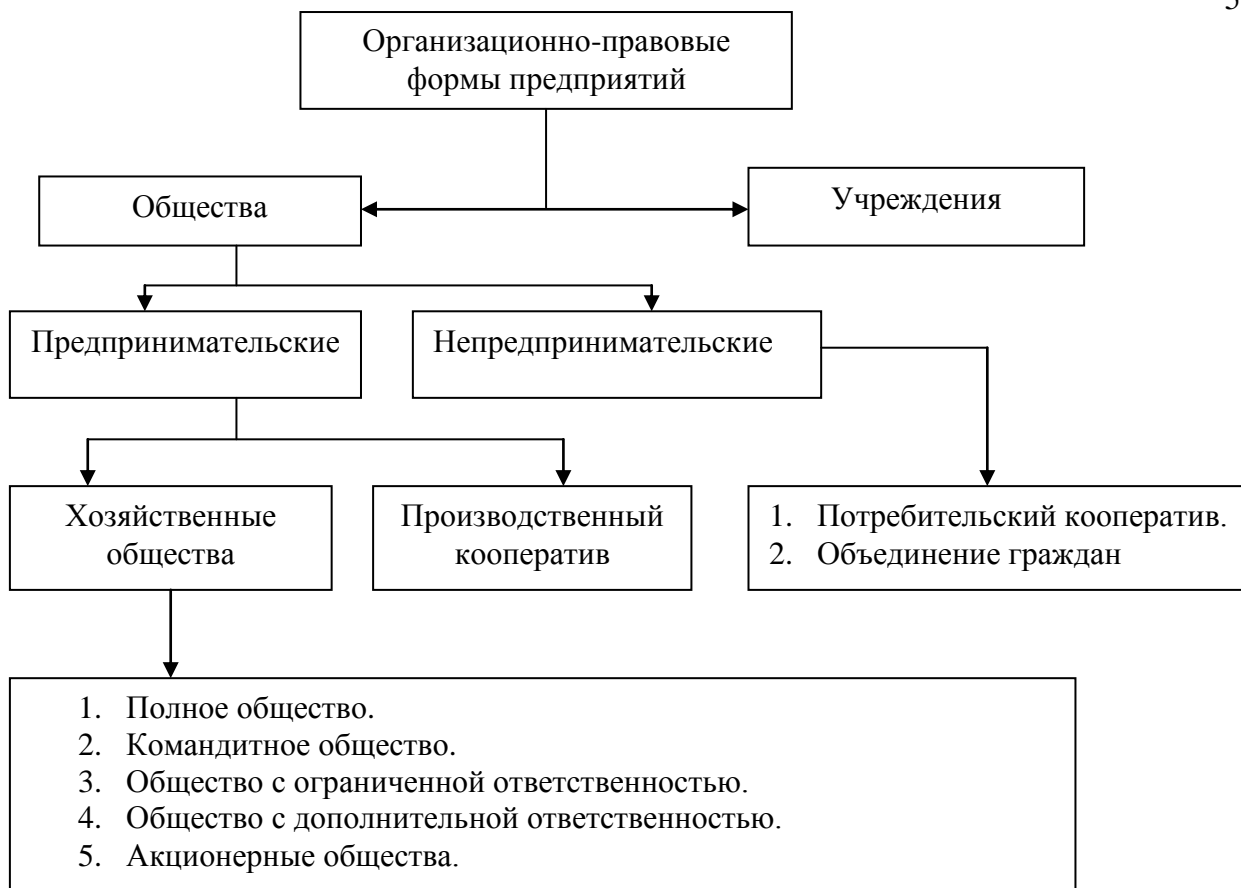 Организационно-правовые
формы предприятий
Общества
Учреждения
Предпринимательские
Непредпринимательские
Хозяйственные
общества
Производственный
кооператив
1. Потребительский кооператив.
2. Объединение граждан
1. Полное общество.
2. Командитное общество.
3. Общество с ограниченной ответственностью.
4. Общество с дополнительной ответственностью.
5. Акционерные общества.